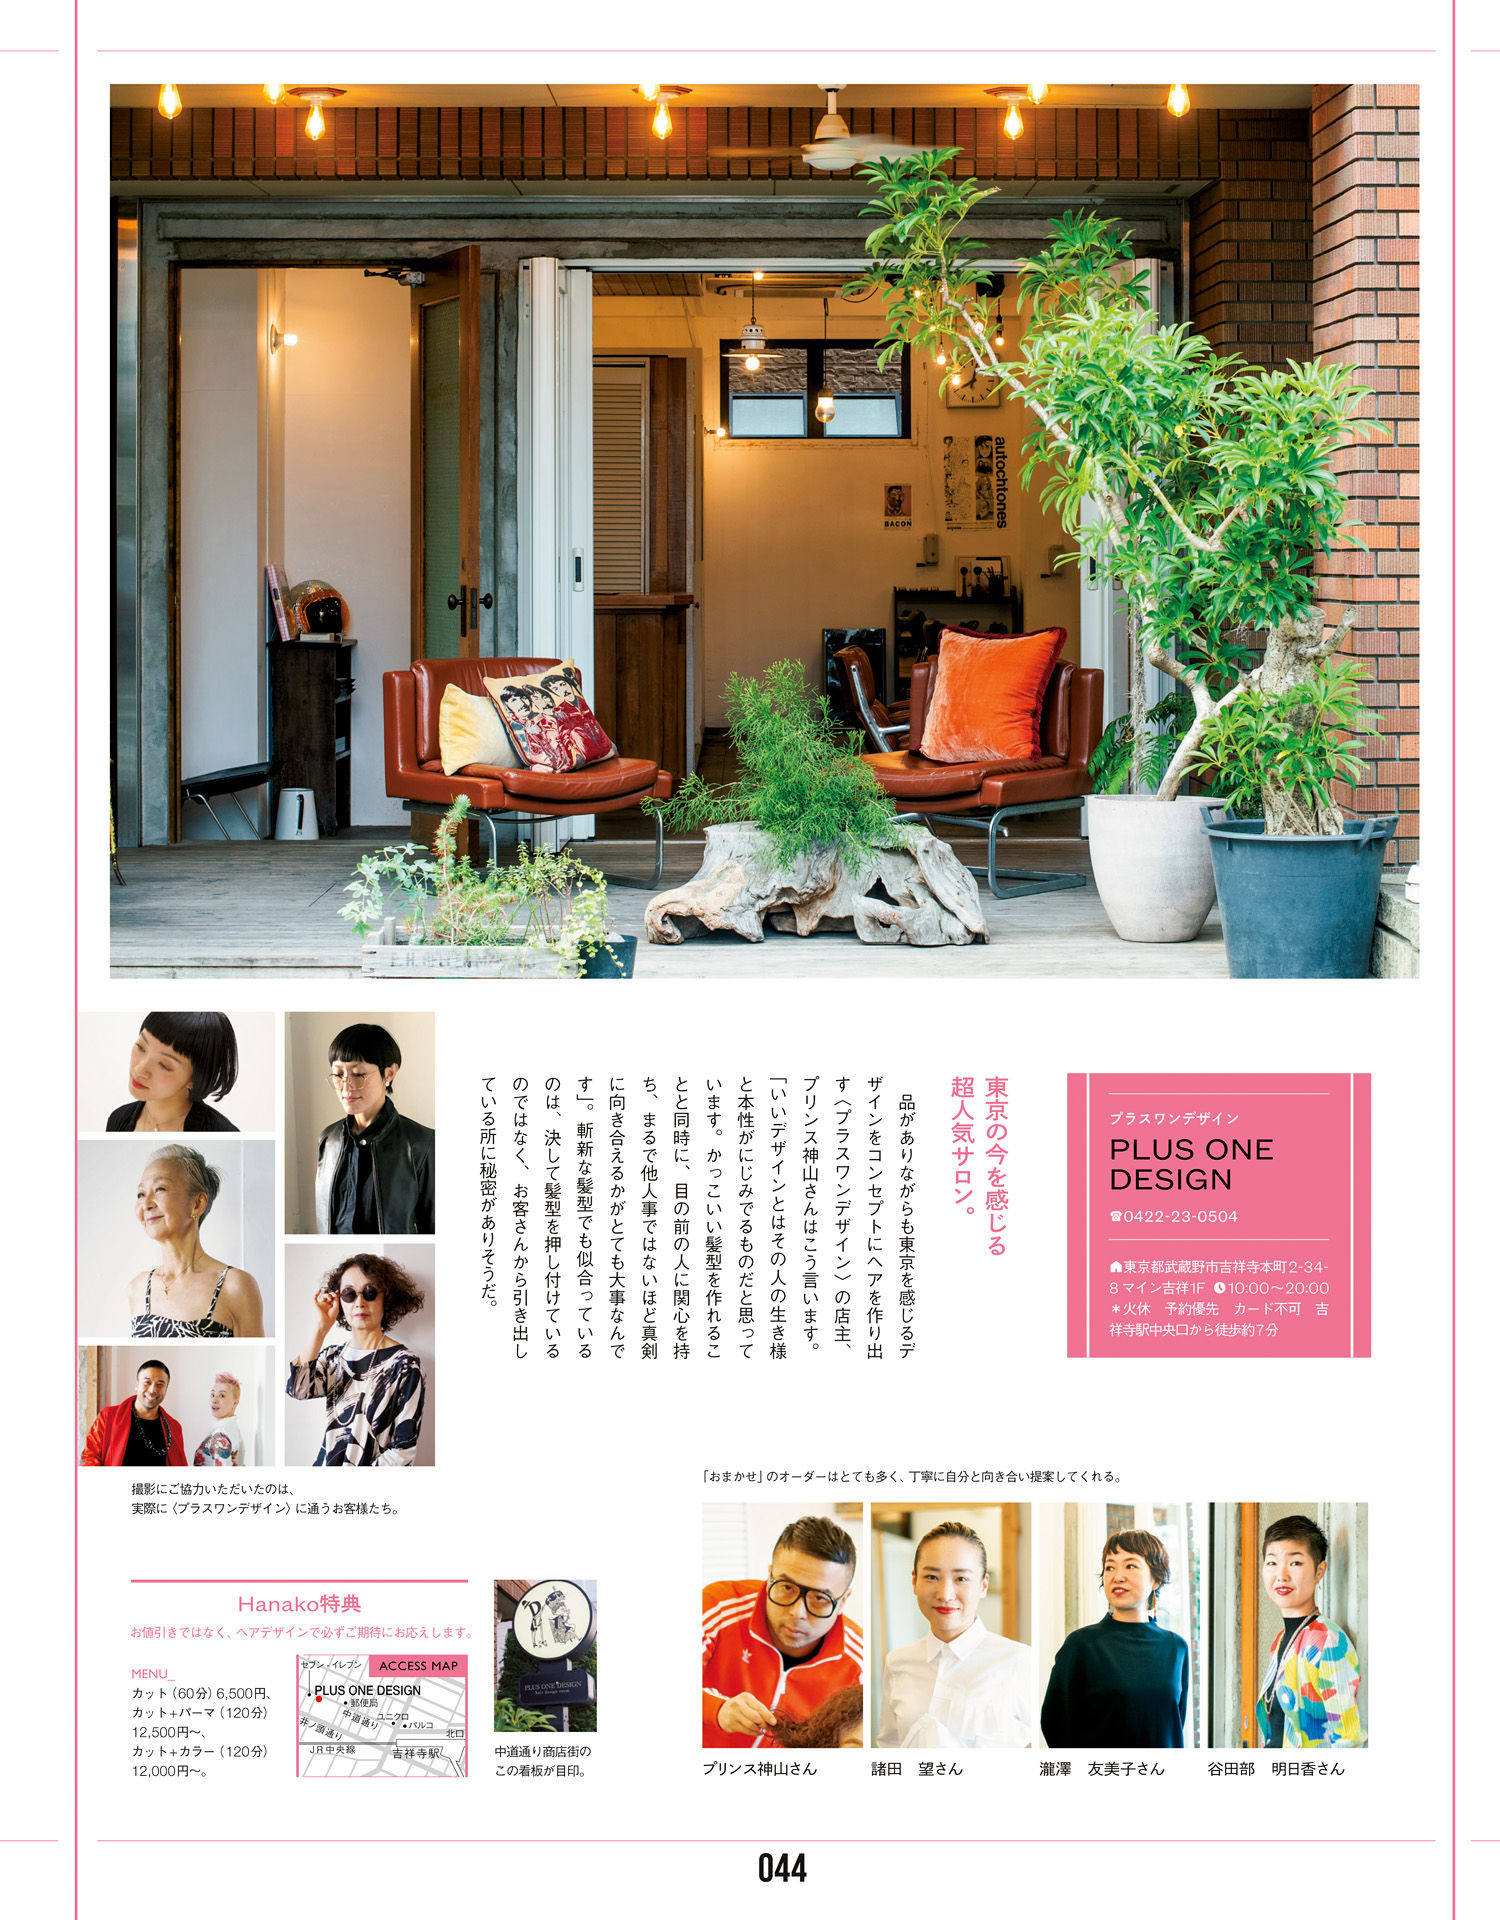 autochtones
BACON
東京の今を感じる
超人気サロン。
品がありながらも東京を感じるデ
ザインをコンセプトにヘアを作り出
す〈プラスワンデザイン〉の店主、
プリンス神山さんはこう言います。
「いいデザインとはその人の生き様
と本性がにじみでるものだと思って
います。かっこいい髪型を作れるこ
とと同時に、目の前の人に関心を持
ち、まるで他人事ではないほど真剣
に向き合えるかがとても大事なんで
す」。斬新な髪型でも似合っている
のは、決して髪型を押し付けている
のではなく、お客さんから引き出し
ている所に秘密がありそうだ。
プラスワンデザイン
PLUS ONE
DESIGN
☎0422-23-0504
東京都武蔵野市吉祥寺本町2-34-
8 マイン吉祥1F 10:00〜20:00
＊火休　予約優先　カード不可　吉
祥寺駅中央口から徒歩約7分
撮影にご協力いただいたのは、
実際に〈プラスワンデザイン〉に通うお客様たち。
「おまかせ」のオーダーはとても多く、丁寧に自分と向き合い提案してくれる。
プリンス神山さん
諸田　望さん
瀧澤　友美子さん
谷田部　明日香さん
Hanako特典
お値引きではなく、ヘアデザインで必ずご期待にお応えします。
MENU_
カット（60分）6,500円、
カット+パーマ（120分）
12,500円〜、
カット+カラー（120分）
12,000円〜。
ACCESS MAP
セブン-イレブン
PLUS ONE DESIGN
郵便局
中道通り
ユニクロ
パルコ
井ノ頭通り
北口
JR中央線
吉祥寺駅
PLUS ONE DESIGN
hair design room
中道通り商店街の
この看板が目印。
044